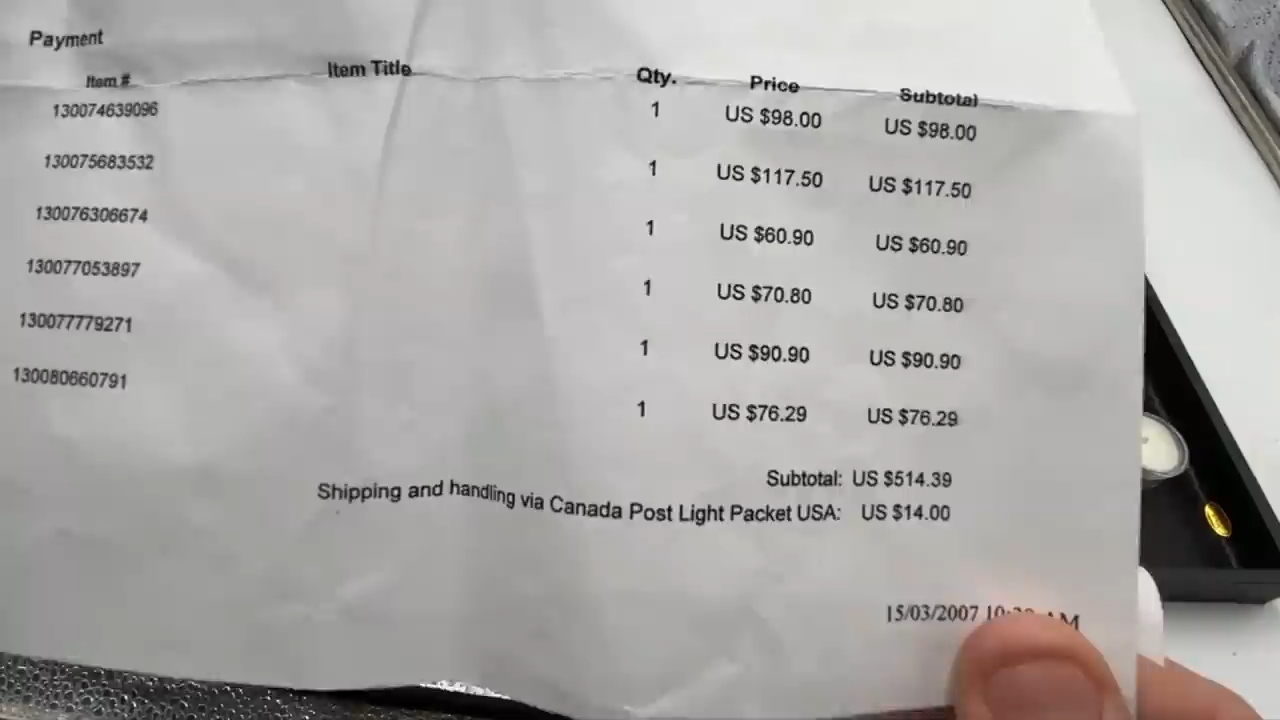 Payment
Item # Item Title Qty. Price Subtotal
130074639096 1 US $98.00 US $98.00
130075683532 1 US $117.50 US $117.50
130076306674 1 US $60.90 US $60.90
130077053897 1 US $70.80 US $70.80
130077779271 1 US $90.90 US $90.90
130080660791 1 US $76.29 US $76.29
Subtotal: US $514.39
Shipping and handling via Canada Post Light Packet USA: US $14.00
15/03/2007 AM